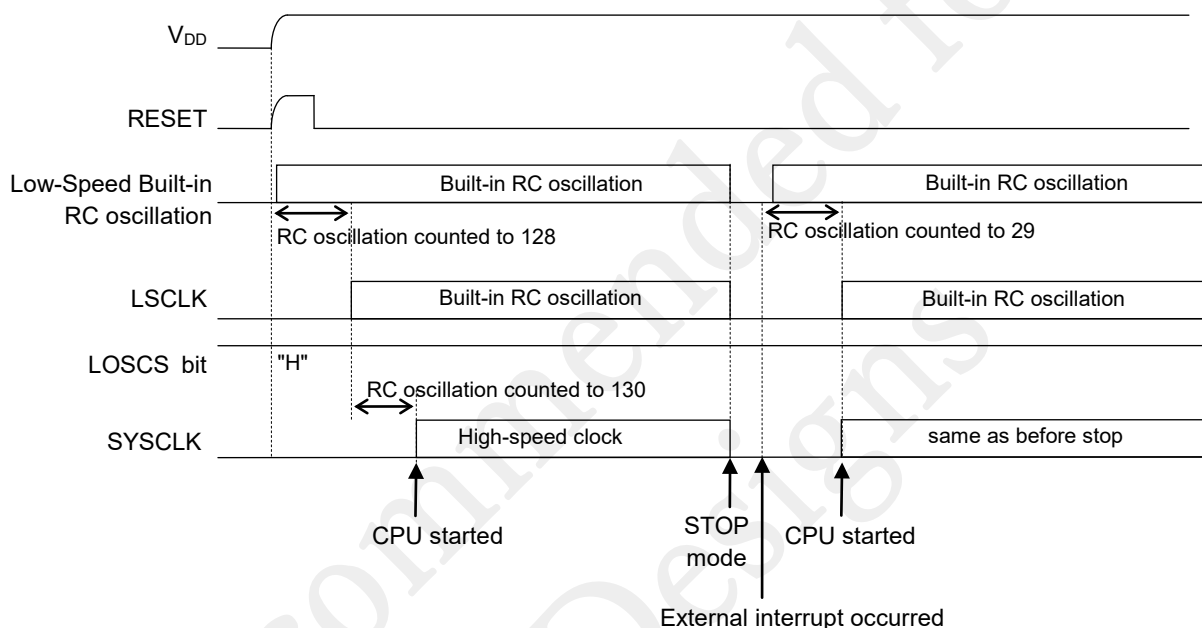 VDD
RESET
Low-Speed Built-in
RC oscillation
Built-in RC oscillation
Built-in RC oscillation
RC oscillation counted to 128
RC oscillation counted to 29
LSCLK
Built-in RC oscillation
Built-in RC oscillation
LOSCS bit
"H"
RC oscillation counted to 130
SYSCLK
High-speed clock
same as before stop
CPU started
STOP
mode
CPU started
External interrupt occurred
ommended fo
Designs